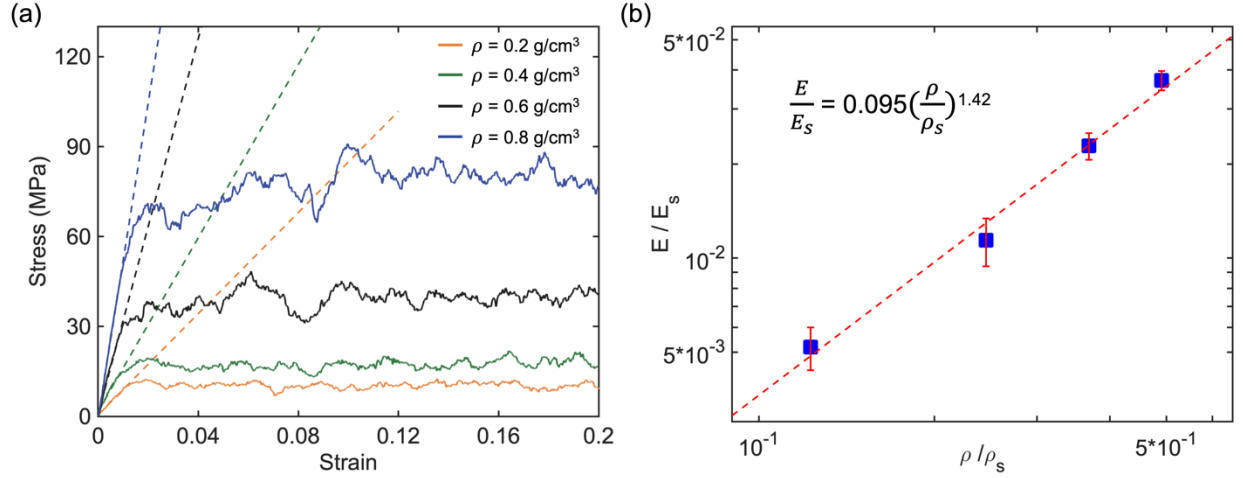 (a)
130
120
90
60
30
0
Stress (MPa)
ρ = 0.2 g/cm³
ρ = 0.4 g/cm³
ρ = 0.6 g/cm³
ρ = 0.8 g/cm³
0 0.04 0.08 0.12 0.16 0.2
Strain
(b)
5*10⁻²
10⁻²
5*10⁻³
E / Eₛ
E/Eₛ = 0.095(ρ/ρₛ)¹·⁴²
10⁻¹ 5*10⁻¹
ρ /ρₛ